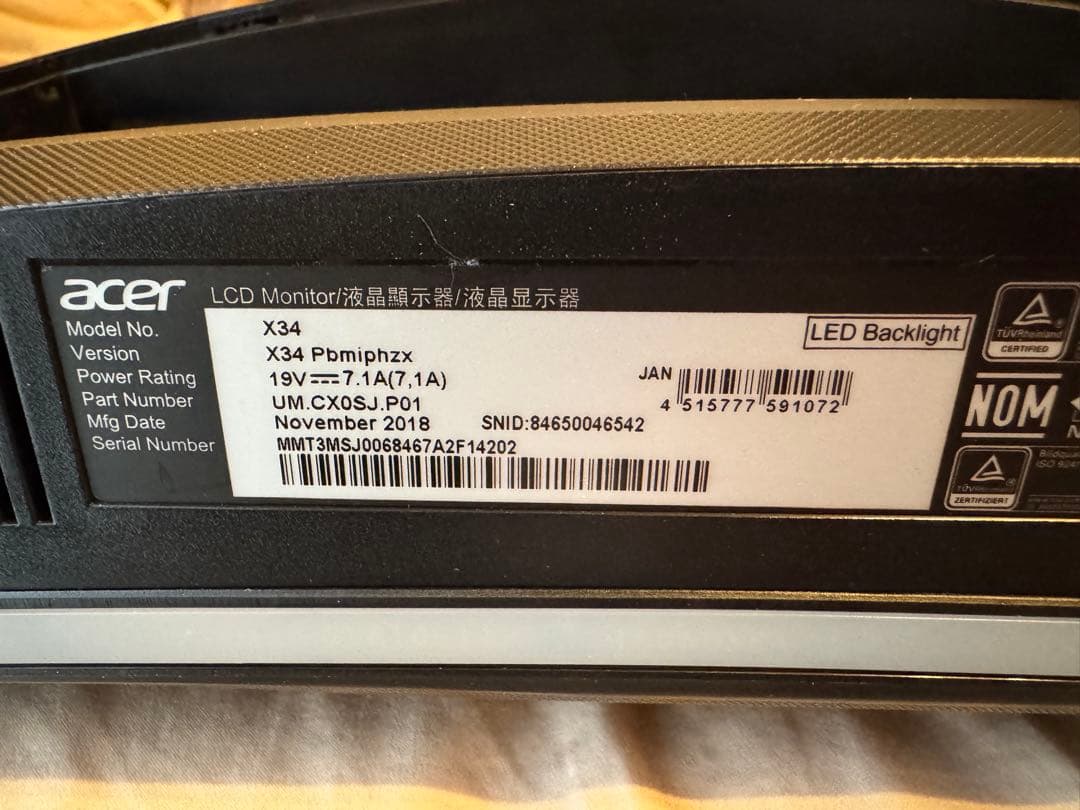 acer LCD Monitor/液晶顯示器/液晶显示器
Model No. X34
LED Backlight
Version X34 Pbmiphzx
Power Rating 19V⎓7.1A(7,1A)
JAN 4 515777 591072
Part Number UM.CX0SJ.P01
Mfg Date November 2018 SNID:84650046542
Serial Number MMT3MSJ0068467A2F14202
TÜVRheinland
CERTIFIED
NOM
TÜVRheinland
ZERTIFIZIERT